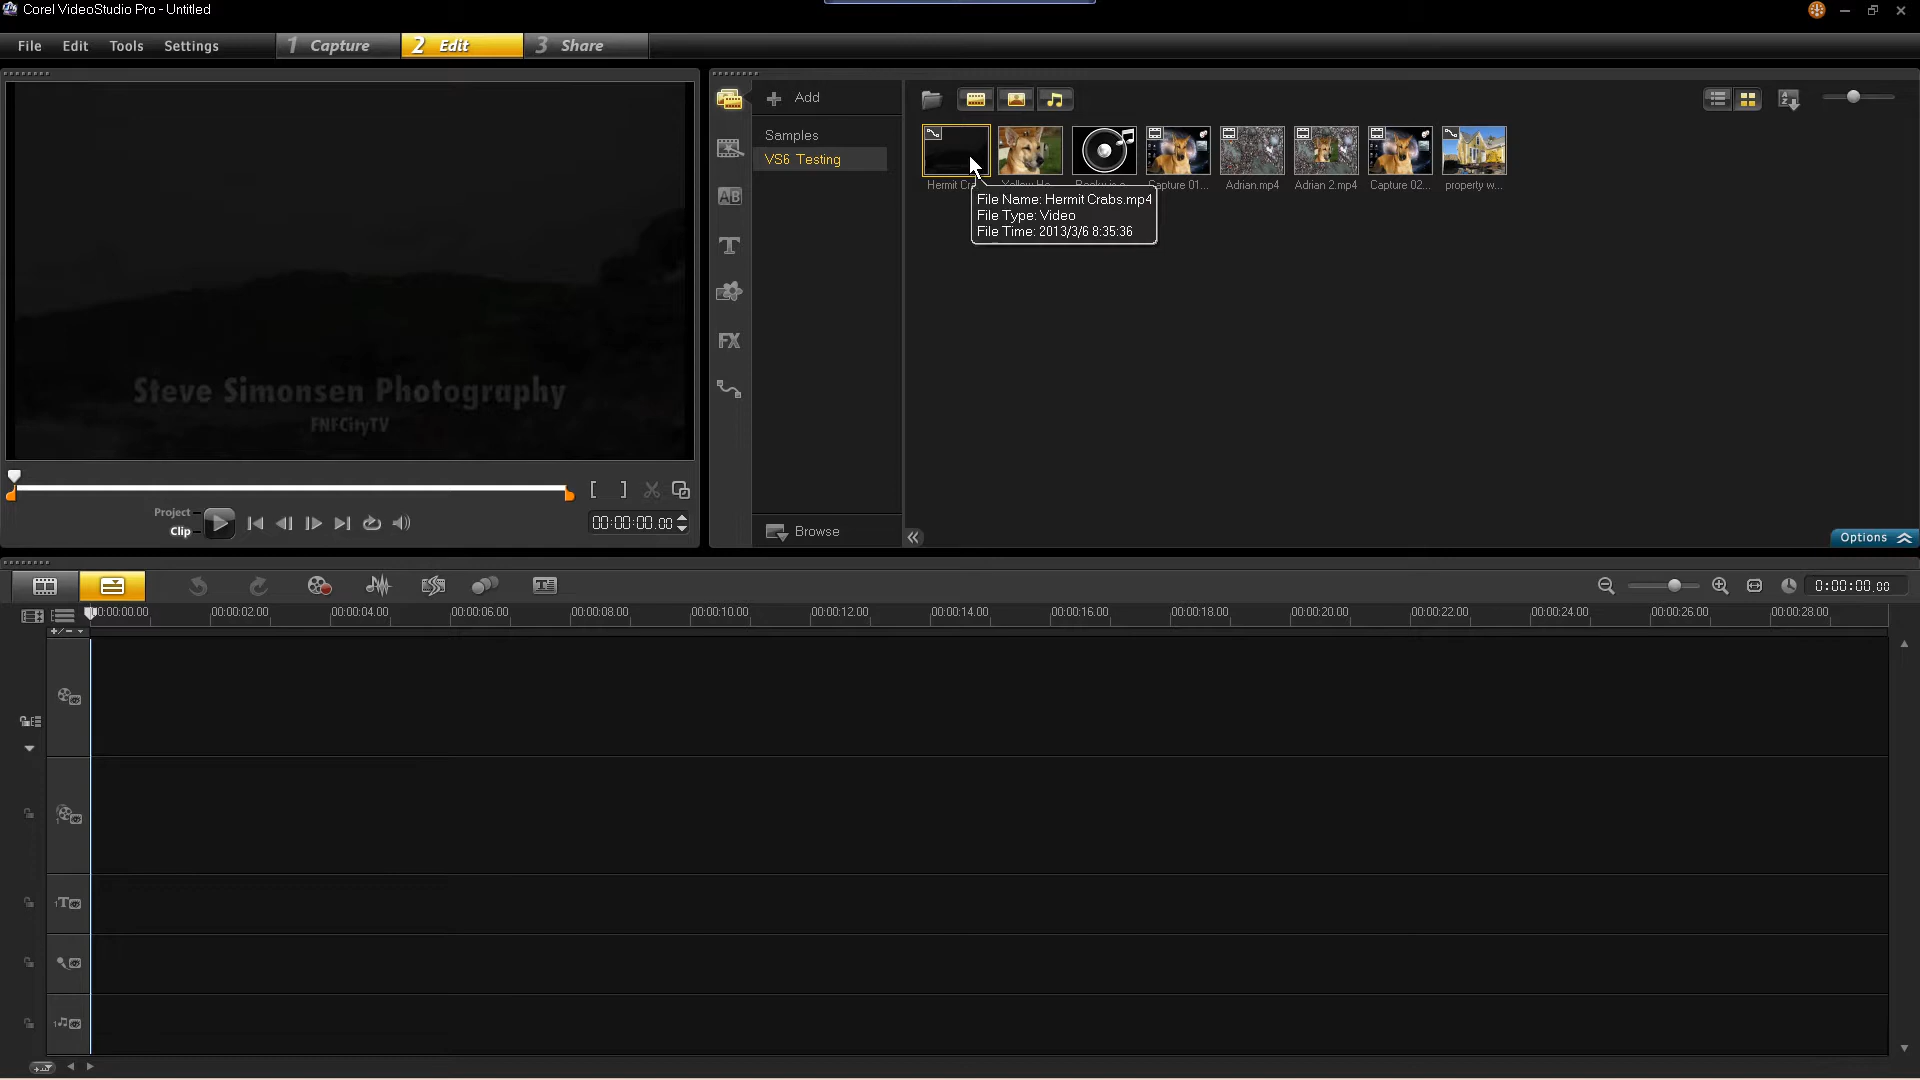 Corel VideoStudio Pro - Untitled
File Edit Tools Settings 1 Capture 2 Edit 3 Share
Add
Samples
VS6 Testing
Browse
Hermit Cra
Capture 01... Adrian.mp4 Adrian 2.mp4 Capture 02... property w...
File Name: Hermit Crabs.mp4
File Type: Video
File Time: 2013/3/6 8:35:36
AB
T
FX
Steve Simonsen Photography
FNFCityTV
Project
Clip
00:00:00.00
Options
0:00:00.00
00:00:00.00 00:00:02.00 00:00:04.00 00:00:06.00 00:00:08.00 00:00:10.00 00:00:12.00 00:00:14.00 00:00:16.00 00:00:18.00 00:00:20.00 00:00:22.00 00:00:24.00 00:00:26.00 00:00:28.00